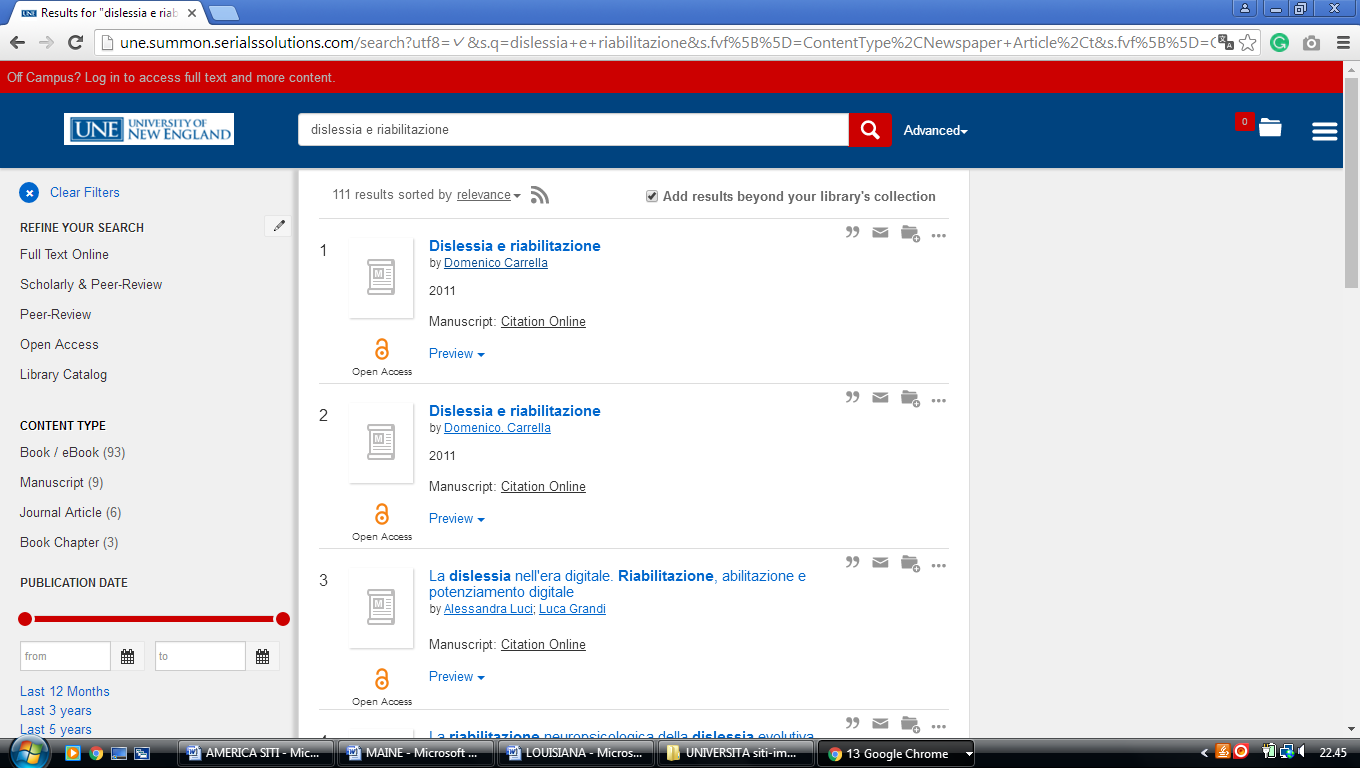 Results for "dislessia e riab
une.summon.serialssolutions.com/search?utf8=✓&s.q=dislessia+e+riabilitazione&s.fvf%5B%5D=ContentType%2CNewspaper+Article%2Ct&s.fvf%5B%5D=C
Off Campus? Log in to access full text and more content.
UNE UNIVERSITY OF
NEW ENGLAND
dislessia e riabilitazione
Advanced
0
Clear Filters
REFINE YOUR SEARCH
Full Text Online
Scholarly & Peer-Review
Peer-Review
Open Access
Library Catalog
CONTENT TYPE
Book / eBook (93)
Manuscript (9)
Journal Article (6)
Book Chapter (3)
PUBLICATION DATE
from
to
Last 12 Months
Last 3 years
Last 5 years
111 results sorted by relevance
Add results beyond your library's collection
1
Dislessia e riabilitazione
by Domenico Carrella
2011
Manuscript: Citation Online
Preview
Open Access
2
Dislessia e riabilitazione
by Domenico. Carrella
2011
Manuscript: Citation Online
Preview
Open Access
3
La dislessia nell'era digitale. Riabilitazione, abilitazione e
potenziamento digitale
by Alessandra Luci; Luca Grandi
Manuscript: Citation Online
Preview
Open Access
La riabilitazione neuropsicologica della dislessia evolutiva
AMERICA SITI - Mic...
MAINE - Microsoft ...
LOUISIANA - Micros...
UNIVERSITA siti-im...
13 Google Chrome
22.45